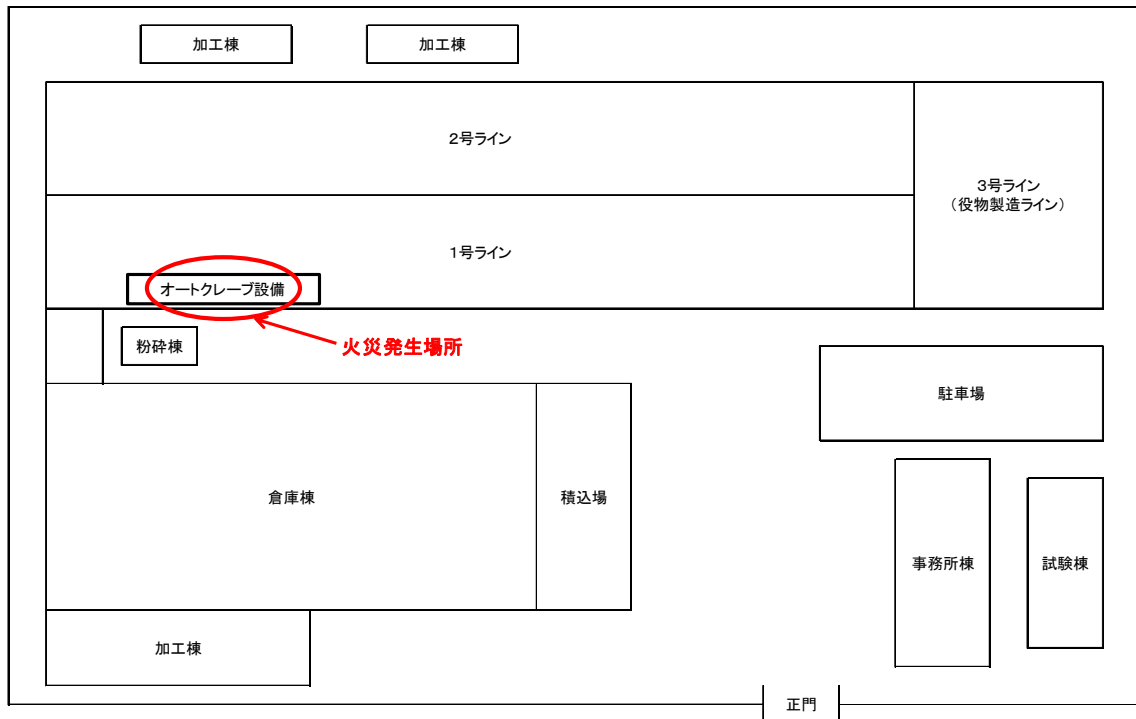 加工棟
加工棟
2号ライン
3号ライン
(役物製造ライン)
1号ライン
オートクレーブ設備
粉砕棟
火災発生場所
駐車場
倉庫棟
積込場
事務所棟
試験棟
加工棟
正門